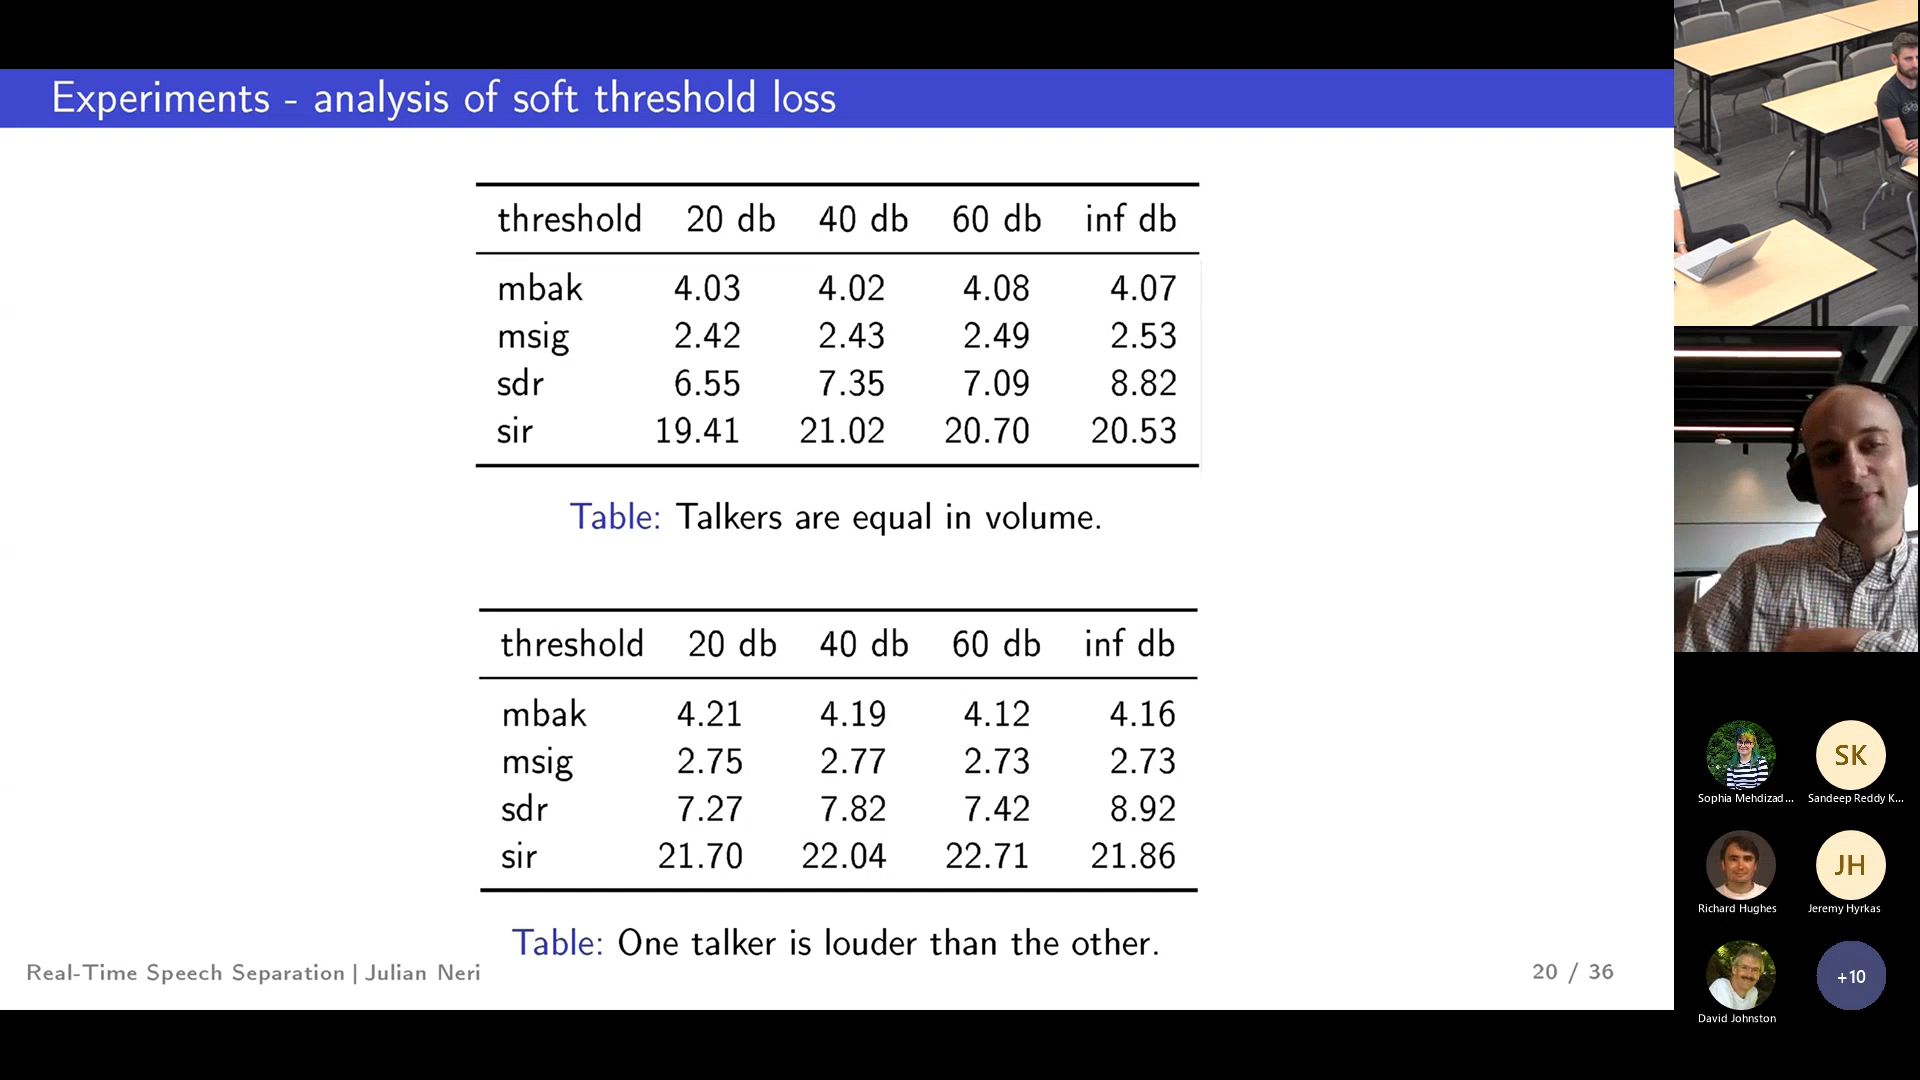 Experiments - analysis of soft threshold loss
threshold 20 db 40 db 60 db inf db
mbak 4.03 4.02 4.08 4.07
msig 2.42 2.43 2.49 2.53
sdr 6.55 7.35 7.09 8.82
sir 19.41 21.02 20.70 20.53
Table: Talkers are equal in volume.
threshold 20 db 40 db 60 db inf db
mbak 4.21 4.19 4.12 4.16
msig 2.75 2.77 2.73 2.73
sdr 7.27 7.82 7.42 8.92
sir 21.70 22.04 22.71 21.86
Table: One talker is louder than the other.
Real-Time Speech Separation | Julian Neri
20 / 36
SK
Sophia Mehdizad...
Sandeep Reddy K...
JH
Richard Hughes
Jeremy Hyrkas
+10
David Johnston